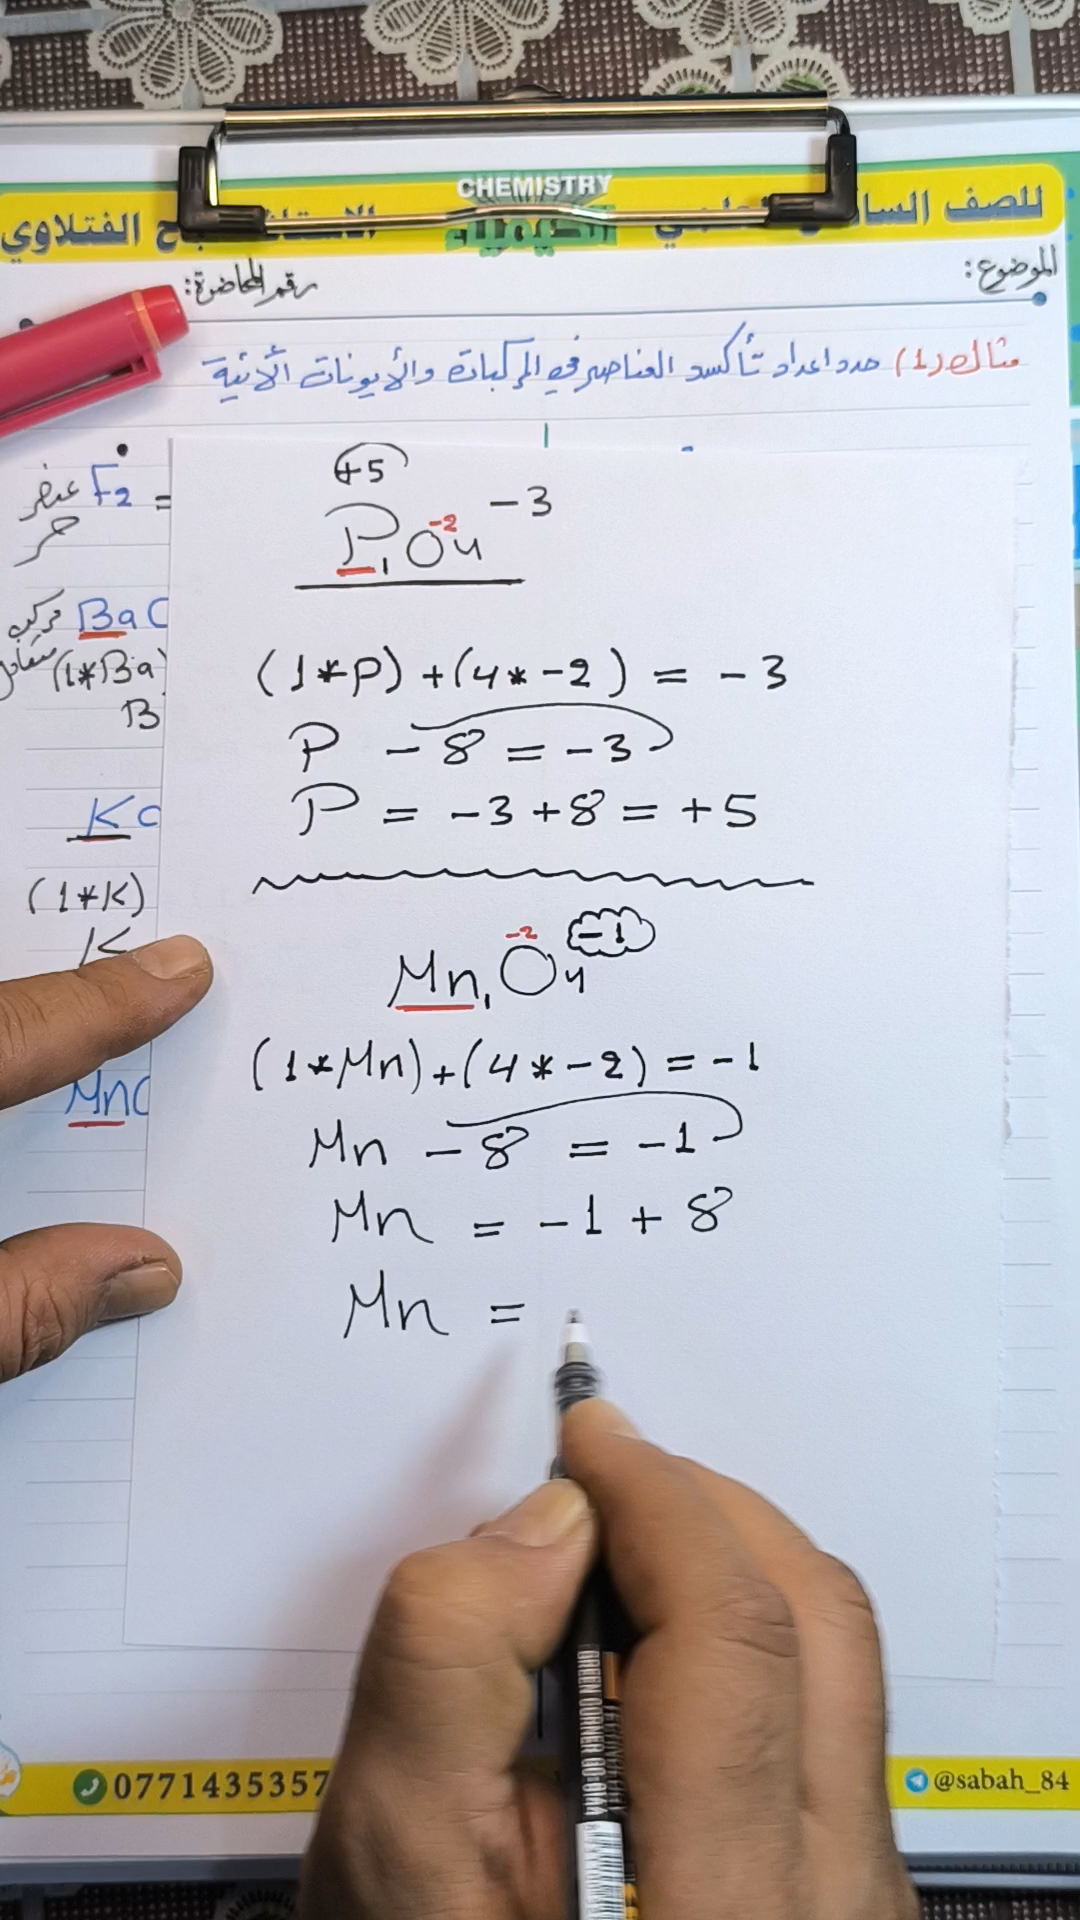 CHEMISTRY
للصف
الفتلاوي
الموضوع:
رقم المحاضرة:
مثال (1) حدد اعداد تأكسد العناصر في المركبات والأيونات الآتية
عنصر F2 =
حر
+5
P1O4 -3
-2
مركب BaC
متعادل (1*Ba)
B
(1*P) + (4*-2) = -3
P - 8 = -3
P = -3 + 8 = +5
KC
(1*K)
K
-2
Mn1O4 -1
MnC
(1*Mn) + (4*-2) = -1
Mn - 8 = -1
Mn = -1 + 8
Mn =
GREEN CORNER
0771435357
@sabah_84